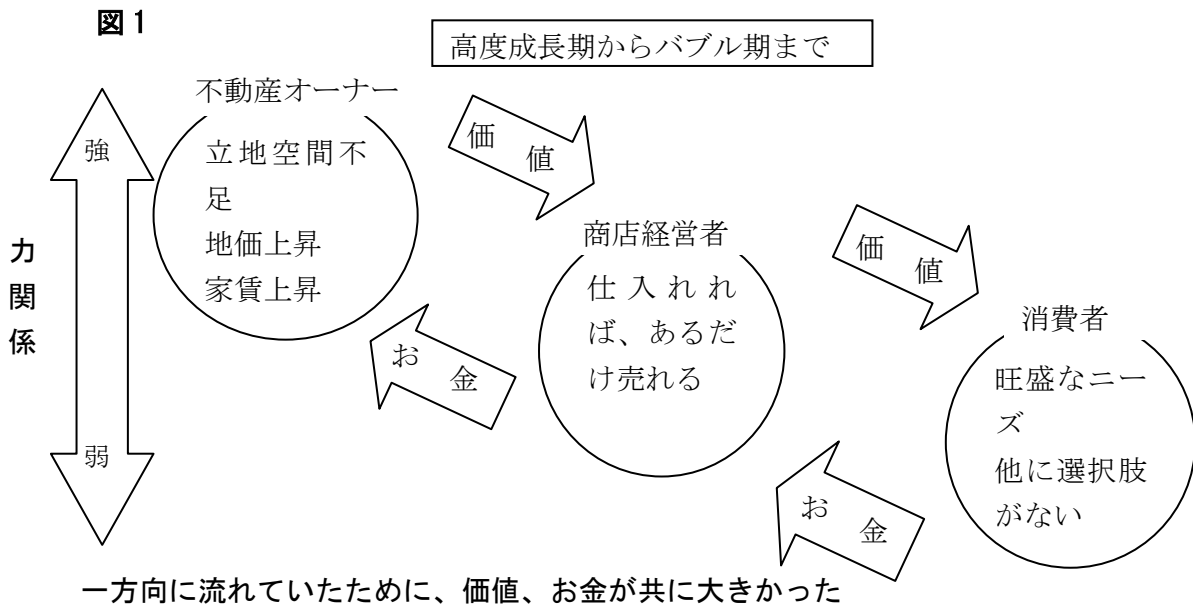 図1
高度成長期からバブル期まで
不動産オーナー
立地空間不
足
地価上昇
家賃上昇
強
弱
力
関
係
価値
お金
商店経営者
仕入れれ
ば、あるだ
け売れる
価値
お金
消費者
旺盛なニー
ズ
他に選択肢
がない
一方向に流れていたために、価値、お金が共に大きかった